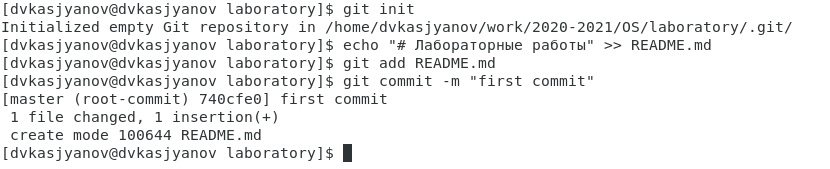 [dvkasjyanov@dvkasjyanov laboratory]$ git init
Initialized empty Git repository in /home/dvkasjyanov/work/2020-2021/OS/laboratory/.git/
[dvkasjyanov@dvkasjyanov laboratory]$ echo "# Лабораторные работы" >> README.md
[dvkasjyanov@dvkasjyanov laboratory]$ git add README.md
[dvkasjyanov@dvkasjyanov laboratory]$ git commit -m "first commit"
[master (root-commit) 740cfe0] first commit
 1 file changed, 1 insertion(+)
 create mode 100644 README.md
[dvkasjyanov@dvkasjyanov laboratory]$